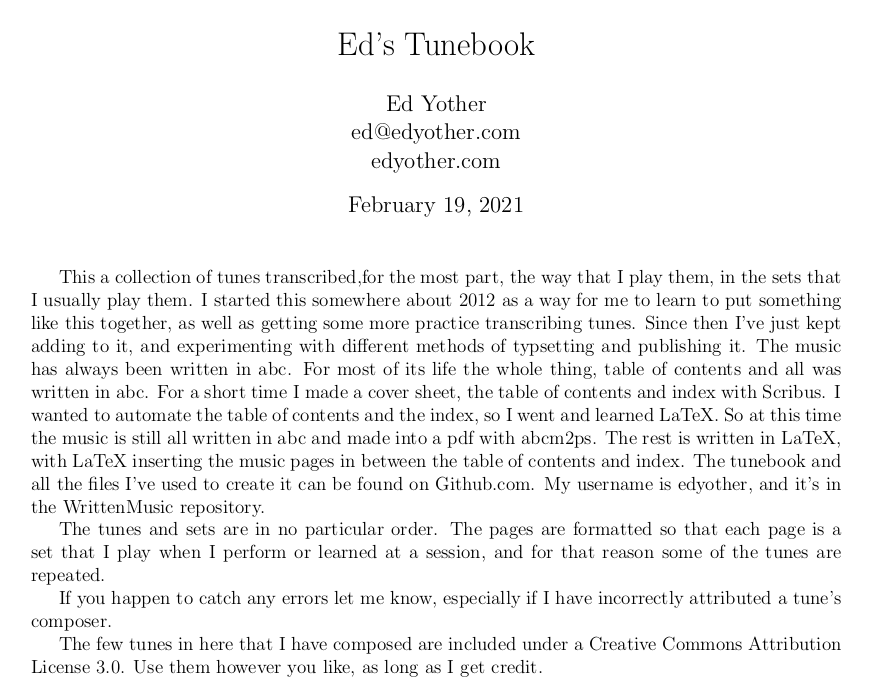 Ed's Tunebook
Ed Yother
ed@edyother.com
edyother.com
February 19, 2021
This a collection of tunes transcribed,for the most part, the way that I play them, in the sets that
I usually play them. I started this somewhere about 2012 as a way for me to learn to put something
like this together, as well as getting some more practice transcribing tunes. Since then I've just kept
adding to it, and experimenting with different methods of typsetting and publishing it. The music
has always been written in abc. For most of its life the whole thing, table of contents and all was
written in abc. For a short time I made a cover sheet, the table of contents and index with Scribus. I
wanted to automate the table of contents and the index, so I went and learned LaTeX. So at this time
the music is still all written in abc and made into a pdf with abcm2ps. The rest is written in LaTeX,
with LaTeX inserting the music pages in between the table of contents and index. The tunebook and
all the files I've used to create it can be found on Github.com. My username is edyother, and it's in
the WrittenMusic repository.
The tunes and sets are in no particular order. The pages are formatted so that each page is a
set that I play when I perform or learned at a session, and for that reason some of the tunes are
repeated.
If you happen to catch any errors let me know, especially if I have incorrectly attributed a tune's
composer.
The few tunes in here that I have composed are included under a Creative Commons Attribution
License 3.0. Use them however you like, as long as I get credit.